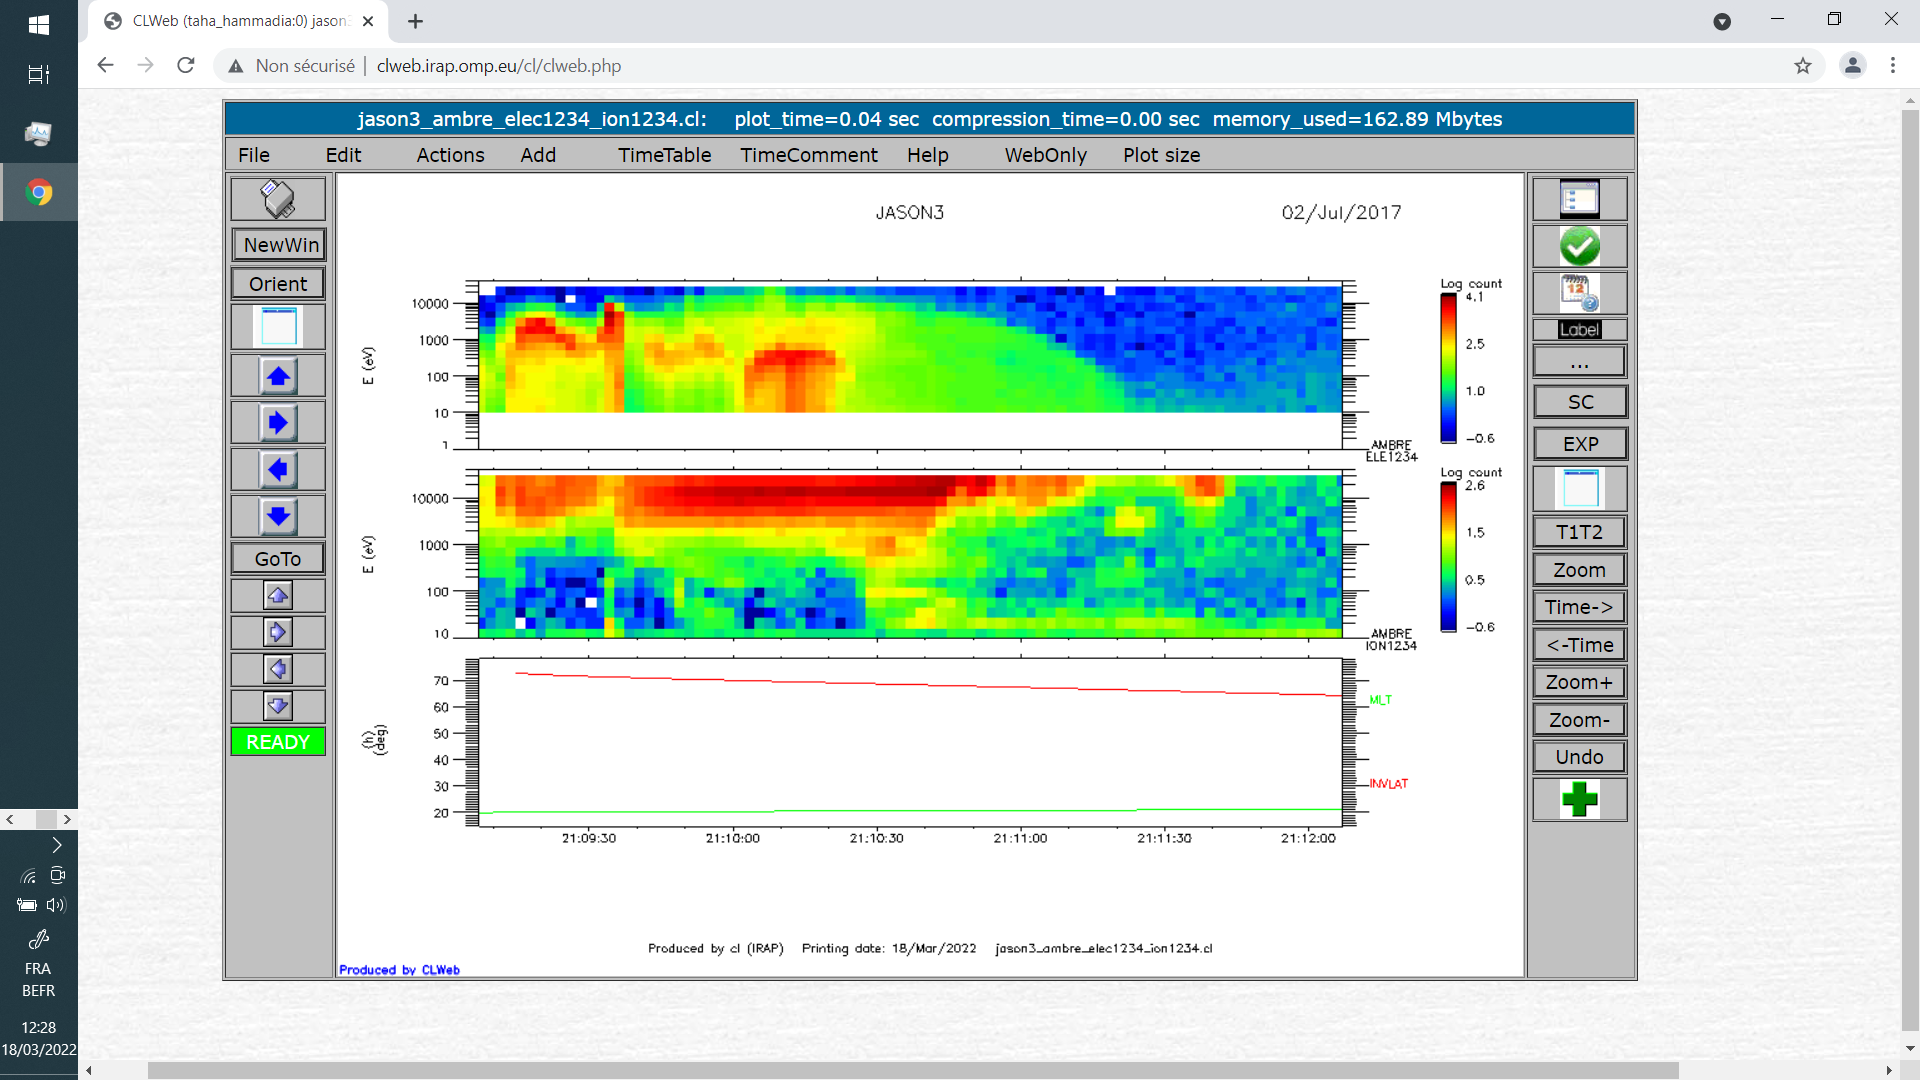 CLWeb (taha_hammadia:0) jason3
Non sécurisé | clweb.irap.omp.eu/cl/clweb.php
jason3_ambre_elec1234_ion1234.cl: plot_time=0.04 sec compression_time=0.00 sec memory_used=162.89 Mbytes
File Edit Actions Add TimeTable TimeComment Help WebOnly Plot size
NewWin
Orient
GoTo
READY
JASON3 02/Jul/2017
10000
1000
100
10
1
E (eV)
Log count
4.1
2.5
1.0
-0.6
AMBRE
ELE1234
10000
1000
100
10
E (eV)
Log count
2.6
1.5
0.5
-0.6
AMBRE
ION1234
70
60
50
40
30
20
(h)
(deg)
MLT
INVLAT
21:09:30 21:10:00 21:10:30 21:11:00 21:11:30 21:12:00
Produced by cl (IRAP) Printing date: 18/Mar/2022 jason3_ambre_elec1234_ion1234.cl
Produced by CLWeb
12
Label
...
SC
EXP
T1T2
Zoom
Time->
<-Time
Zoom+
Zoom-
Undo
FRA
BEFR
12:28
18/03/2022